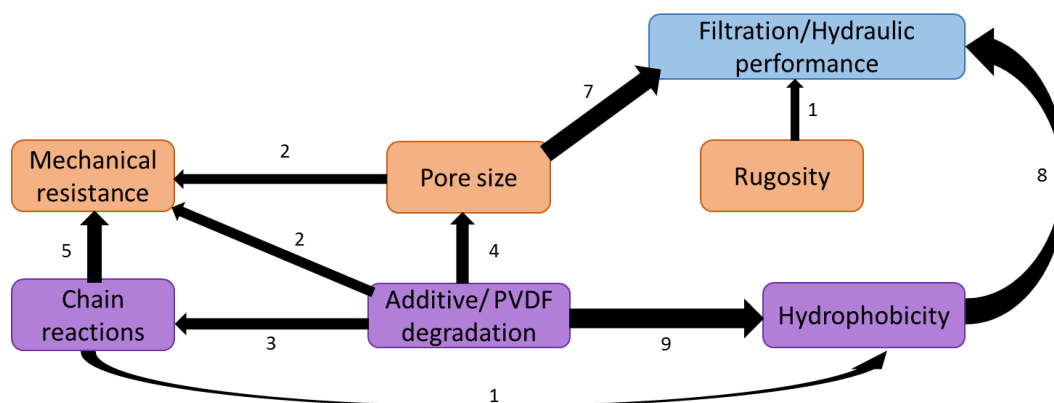 Filtration/Hydraulic
performance
7
1
Mechanical
resistance
2
Pore size
Rugosity
8
5
2
4
Chain
reactions
Additive/ PVDF
degradation
Hydrophobicity
3
9
1